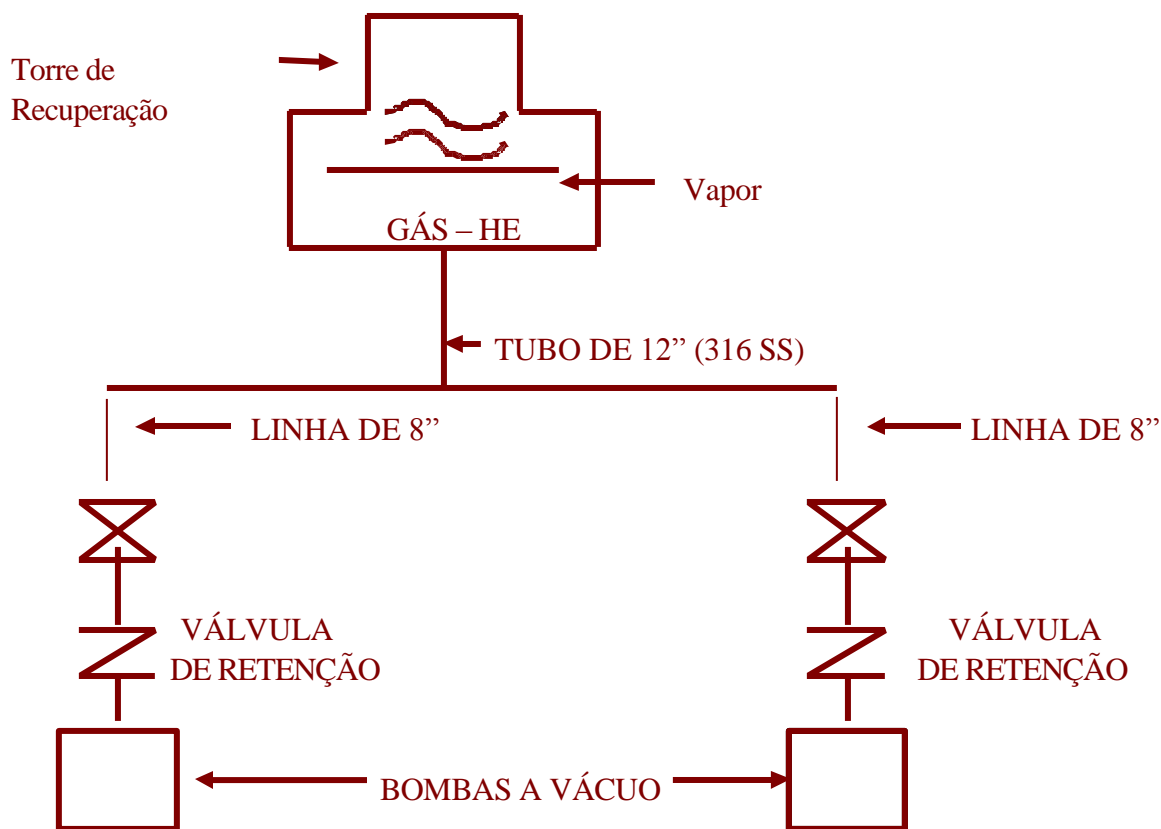 Torre de
Recuperação
Vapor
GÁS – HE
TUBO DE 12” (316 SS)
LINHA DE 8”
LINHA DE 8”
VÁLVULA
DE RETENÇÃO
VÁLVULA
DE RETENÇÃO
BOMBAS A VÁCUO